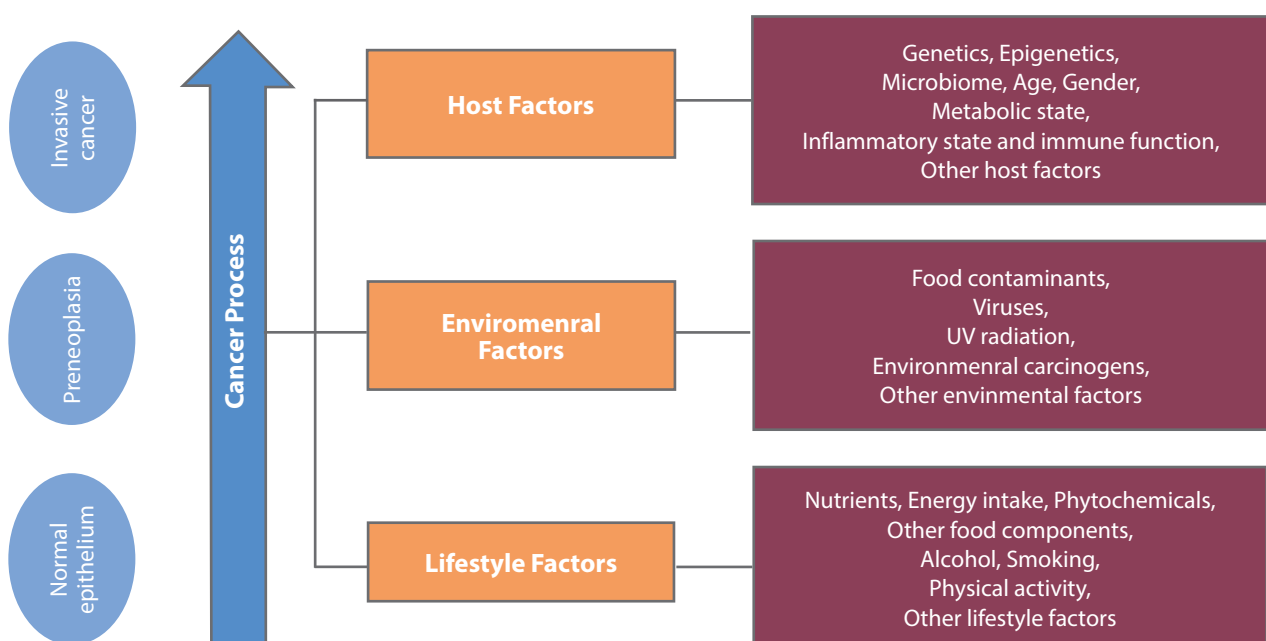 Invasive
cancer
Preneoplasia
Normal
epithelium
Cancer Process
Host Factors
Genetics, Epigenetics,
Microbiome, Age, Gender,
Metabolic state,
Inflammatory state and immune function,
Other host factors
Enviromenral
Factors
Food contaminants,
Viruses,
UV radiation,
Environmenral carcinogens,
Other envinmental factors
Lifestyle Factors
Nutrients, Energy intake, Phytochemicals,
Other food components,
Alcohol, Smoking,
Physical activity,
Other lifestyle factors